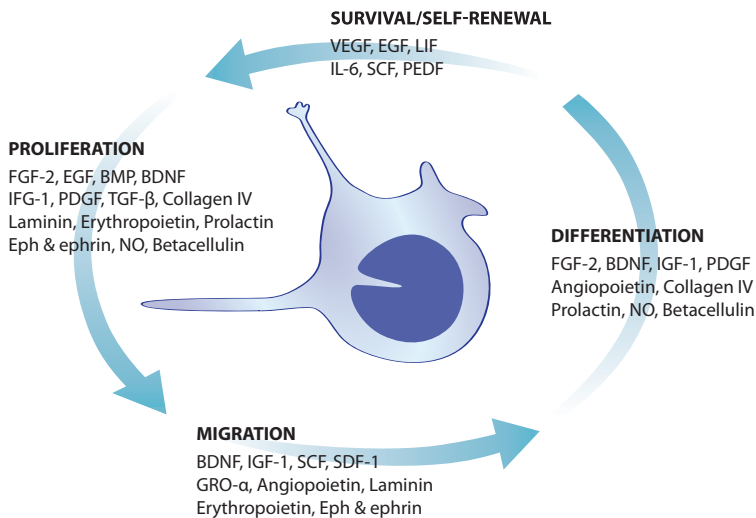 SURVIVAL/SELF-RENEWAL
VEGF, EGF, LIF
IL-6, SCF, PEDF
PROLIFERATION
FGF-2, EGF, BMP, BDNF
IFG-1, PDGF, TGF-β, Collagen IV
Laminin, Erythropoietin, Prolactin
Eph & ephrin, NO, Betacellulin
DIFFERENTIATION
FGF-2, BDNF, IGF-1, PDGF
Angiopoietin, Collagen IV
Prolactin, NO, Betacellulin
MIGRATION
BDNF, IGF-1, SCF, SDF-1
GRO-α, Angiopoietin, Laminin
Erythropoietin, Eph & ephrin